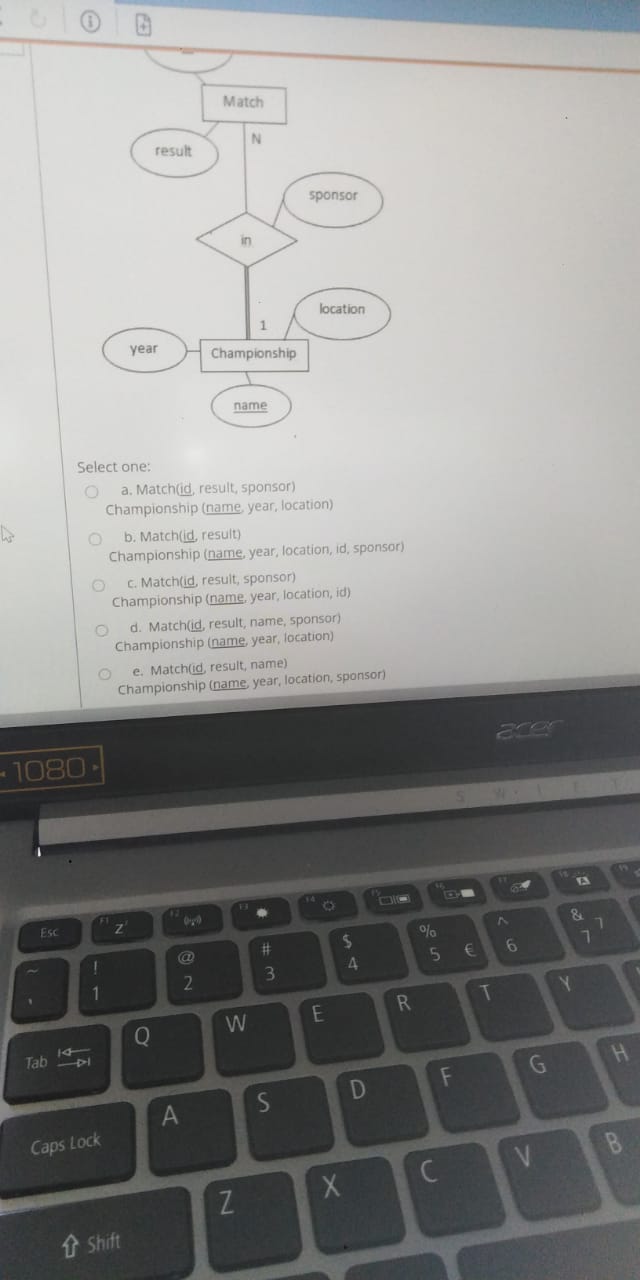 Match
N
result
sponsor
in
location
1
year
Championship
name
Select one:
a. Match(id, result, sponsor)
Championship (name, year, location)
b. Match(id, result)
Championship (name, year, location, id, sponsor)
c. Match(id, result, sponsor)
Championship (name, year, location, id)
d. Match(id, result, name, sponsor)
Championship (name, year, location)
e. Match(id, result, name)
Championship (name, year, location, sponsor)
acer
1080
S W I F T
Esc F1 F2 F3 F4 F5 F6 F7 F8 F9
~ ! 1 @ 2 # 3 $ 4 % 5 € ^ 6 & 7 7
Tab Q W E R T Y
Caps Lock A S D F G H
Shift Z X C V B